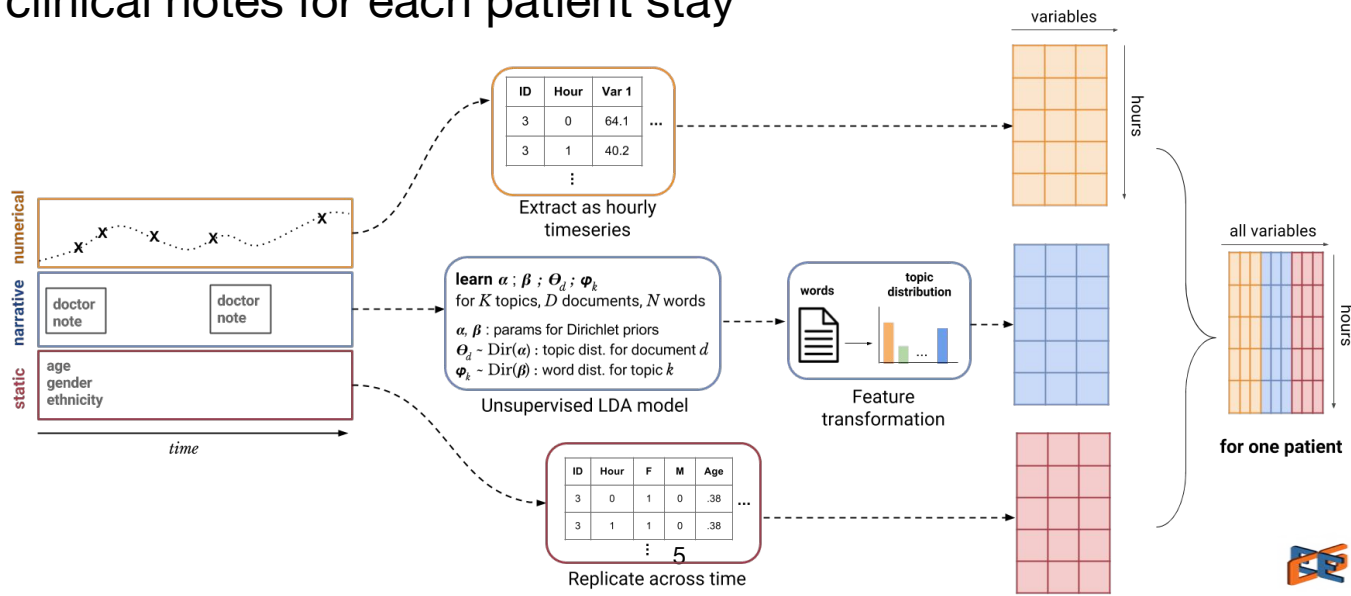 clinical notes for each patient stay
variables
hours
ID Hour Var 1
3 0 64.1 ...
3 1 40.2
⋮
Extract as hourly
timeseries
numerical
x x x x x
narrative
doctor
note
doctor
note
static
age
gender
ethnicity
time
learn α ; β ; Θ_d ; φ_k
for K topics, D documents, N words
α, β : params for Dirichlet priors
Θ_d ~ Dir(α) : topic dist. for document d
φ_k ~ Dir(β) : word dist. for topic k
Unsupervised LDA model
words
topic
distribution
...
Feature
transformation
ID Hour F M Age
3 0 1 0 .38 ...
3 1 1 0 .38
⋮ 5
Replicate across time
all variables
hours
for one patient